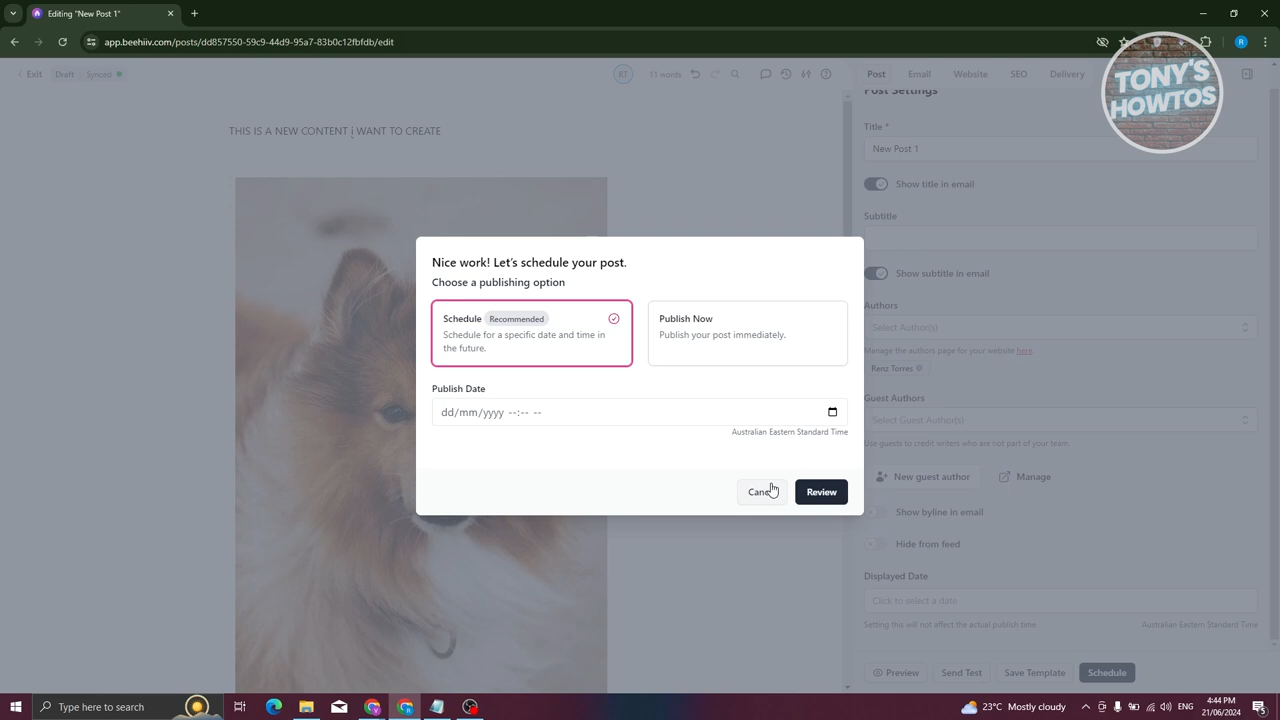 Editing "New Post 1"
app.beehiiv.com/posts/dd857550-59c9-44d9-95a7-83b0c12fbfdb/edit
R
Exit
Draft
Synced
RT
11 words
Post
Email
Website
SEO
Delivery
TONY'S
HOWTOS
Post Settings
Title *
New Post 1
Show title in email
Subtitle
Show subtitle in email
Authors
Select Author(s)
Manage the authors page for your website here.
Renz Torres
Guest Authors
Select Guest Author(s)
Use guests to credit writers who are not part of your team.
New guest author
Manage
Show byline in email
Hide from feed
Displayed Date
Click to select a date
Setting this will not affect the actual publish time
Australian Eastern Standard Time
Preview
Send Test
Save Template
Schedule
THIS IS A NEW CONTENT i WANT TO CREATE
Nice work! Let's schedule your post.
Choose a publishing option
Schedule Recommended
Schedule for a specific date and time in
the future.
Publish Now
Publish your post immediately.
Publish Date
dd/mm/yyyy --:-- --
Australian Eastern Standard Time
Cancel
Review
Type here to search
23°C Mostly cloudy
4:44 PM
21/06/2024